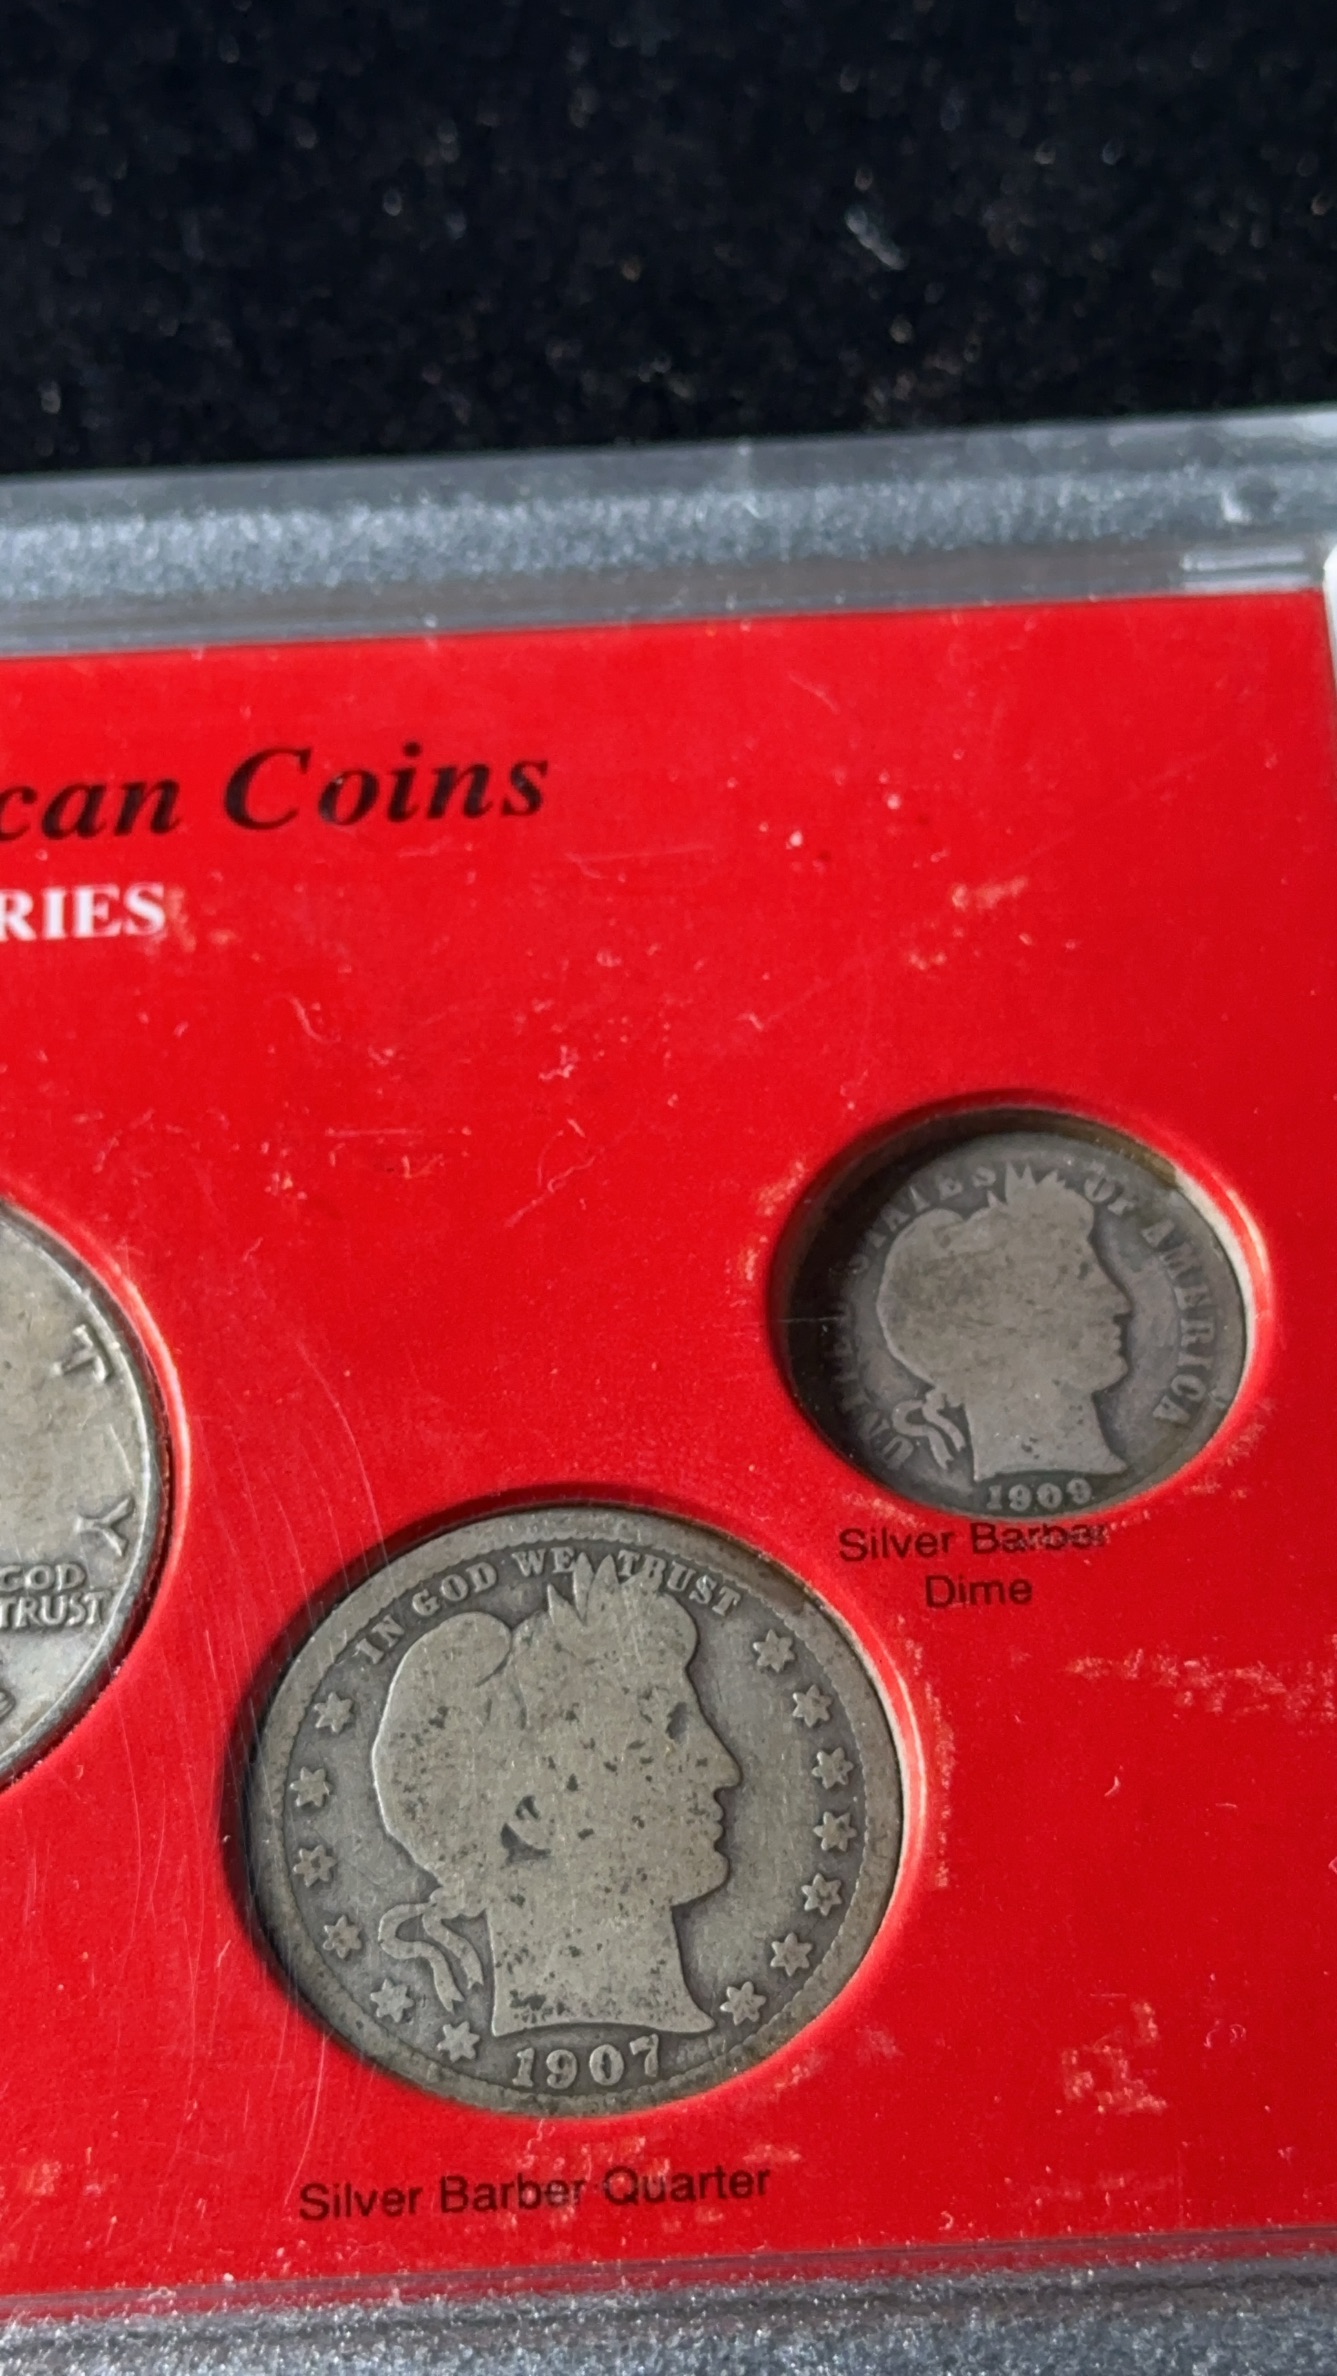 can Coins
RIES
T
Y
GOD
TRUST
UNITED STATES OF AMERICA
1909
Silver Barber
Dime
IN GOD WE TRUST
1907
Silver Barber Quarter